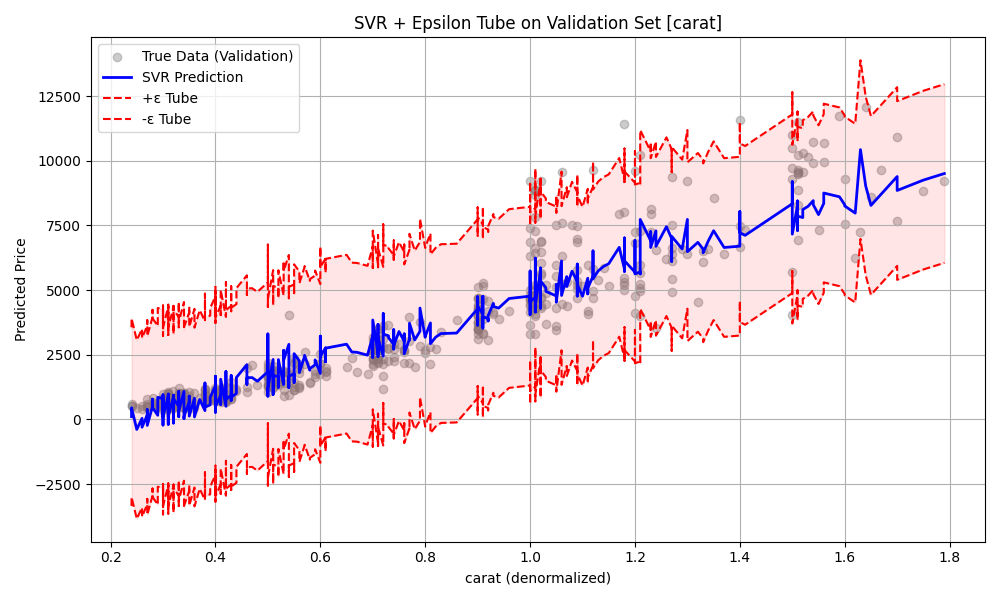 SVR + Epsilon Tube on Validation Set [carat]
True Data (Validation)
SVR Prediction
+ε Tube
-ε Tube
12500
10000
7500
5000
2500
0
−2500
Predicted Price
0.2 0.4 0.6 0.8 1.0 1.2 1.4 1.6 1.8
carat (denormalized)